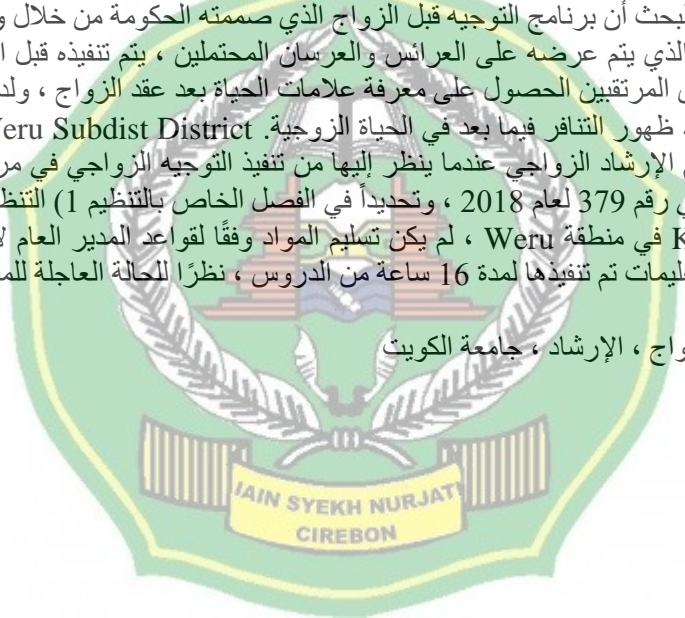 لبحث أن برنامج التوجيه قبل الزواج الذي صممته الحكومة من خلال و
الذي يتم عرضه على العرائس والعرسان المحتملين ، يتم تنفيذه قبل ا
ن المرتقبين الحصول على معرفة علامات الحياة بعد عقد الزواج ، ولد
ظهور التنافر فيما بعد في الحياة الزوجية. Weru Subdist District
ي الإرشاد الزواجي عندما ينظر إليها من تنفيذ التوجيه الزواجي في مر
ي رقم 379 لعام 2018 ، وتحديداً في الفصل الخاص بالتنظيم 1) التنظ
في منطقة Weru ، لم يكن تسليم المواد وفقًا لقواعد المدير العام لا
عليمات تم تنفيذها لمدة 16 ساعة من الدروس ، نظرًا للحالة العاجلة للم
واج ، الإرشاد ، جامعة الكويت
IAIN SYEKH NURJATI
CIREBON